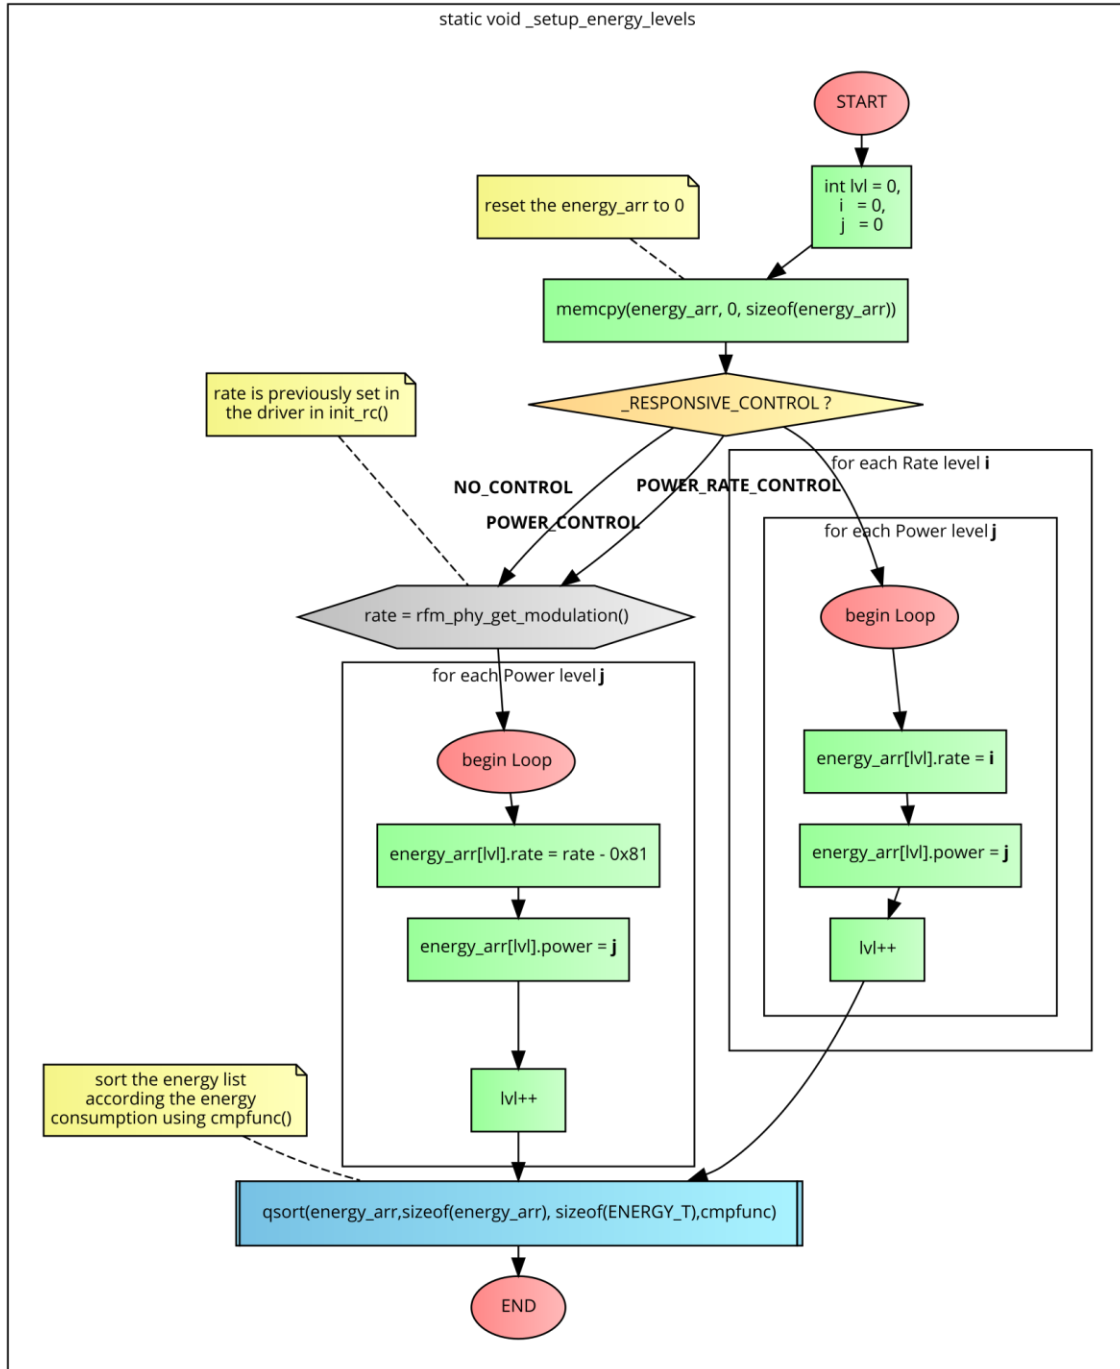 static void _setup_energy_levels
START
int lvl = 0,
i = 0,
j = 0
reset the energy_arr to 0
memcpy(energy_arr, 0, sizeof(energy_arr))
_RESPONSIVE_CONTROL ?
rate is previously set in
the driver in init_rc()
NO_CONTROL
POWER_CONTROL
POWER_RATE_CONTROL
for each Rate level i
for each Power level j
begin Loop
energy_arr[lvl].rate = i
energy_arr[lvl].power = j
lvl++
rate = rfm_phy_get_modulation()
for each Power level j
begin Loop
energy_arr[lvl].rate = rate - 0x81
energy_arr[lvl].power = j
lvl++
sort the energy list
according the energy
consumption using cmpfunc()
qsort(energy_arr,sizeof(energy_arr), sizeof(ENERGY_T),cmpfunc)
END